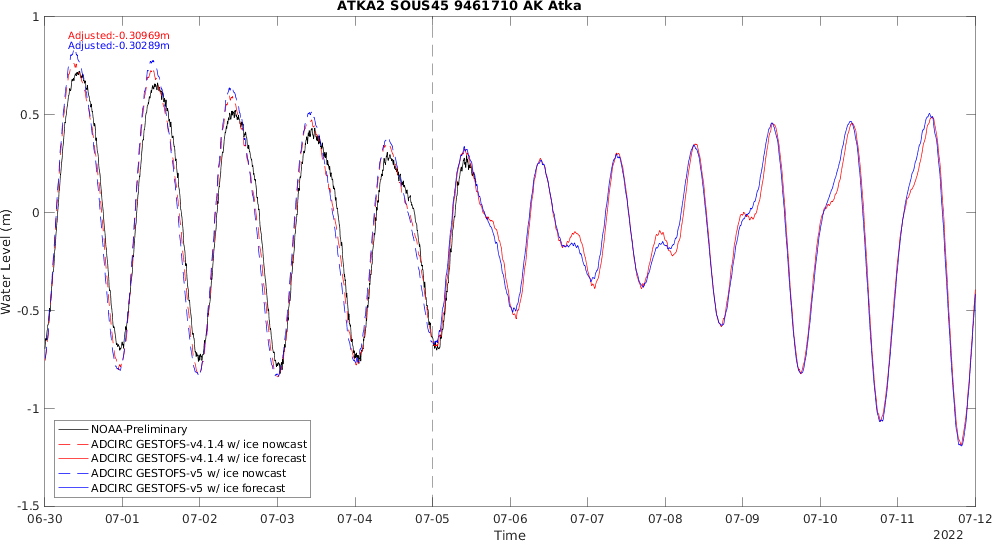 ATKA2 SOUS45 9461710 AK Atka
Adjusted:-0.30969m
Adjusted:-0.30289m
Water Level (m)
1
0.5
0
-0.5
-1
-1.5
NOAA-Preliminary
ADCIRC GESTOFS-v4.1.4 w/ ice nowcast
ADCIRC GESTOFS-v4.1.4 w/ ice forecast
ADCIRC GESTOFS-v5 w/ ice nowcast
ADCIRC GESTOFS-v5 w/ ice forecast
06-30 07-01 07-02 07-03 07-04 07-05 07-06 07-07 07-08 07-09 07-10 07-11 07-12
Time
2022